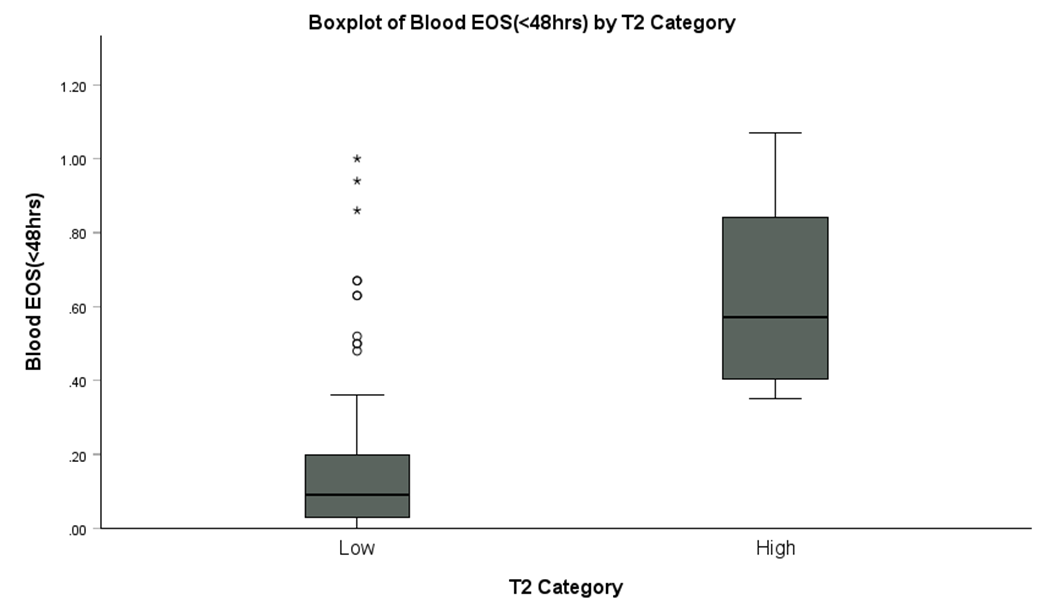 Boxplot of Blood EOS(<48hrs) by T2 Category
Blood EOS(<48hrs)
1.20
1.00
.80
.60
.40
.20
.00
Low
High
T2 Category